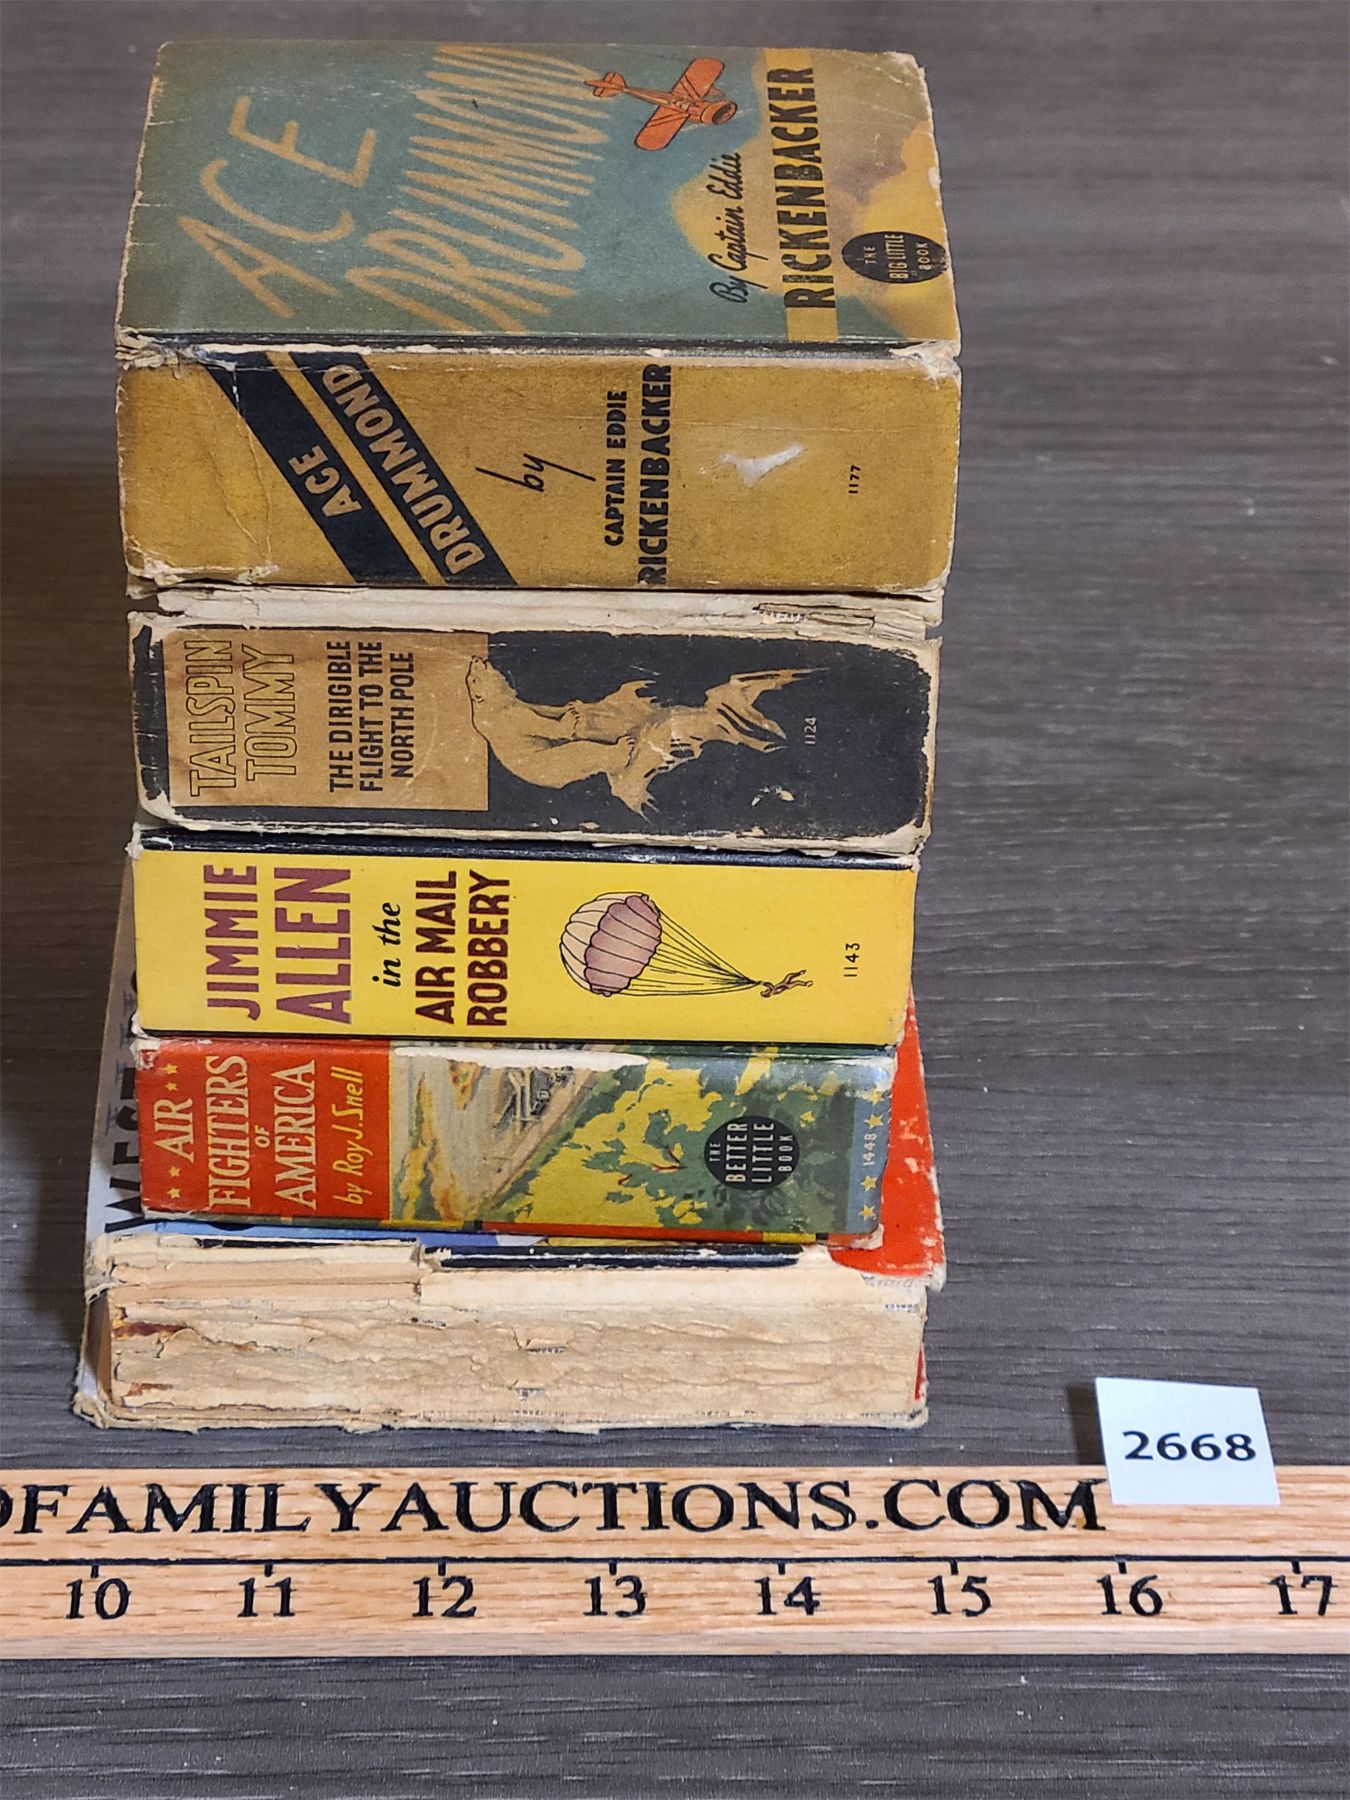 ACE
DRUMMOND
By Captain Eddie
RICKENBACKER
THE
BIG LITTLE
BOOK
ACE
DRUMMOND
by
CAPTAIN EDDIE
RICKENBACKER
1177
TAILSPIN
TOMMY
THE DIRIGIBLE
FLIGHT TO THE
NORTH POLE
1124
JIMMIE
ALLEN
in the
AIR MAIL
ROBBERY
1143
AIR
FIGHTERS
OF
AMERICA
by Roy J. Snell
THE
BETTER
LITTLE
BOOK
1448
2668
FAMILYAUCTIONS.COM
10 11 12 13 14 15 16 17